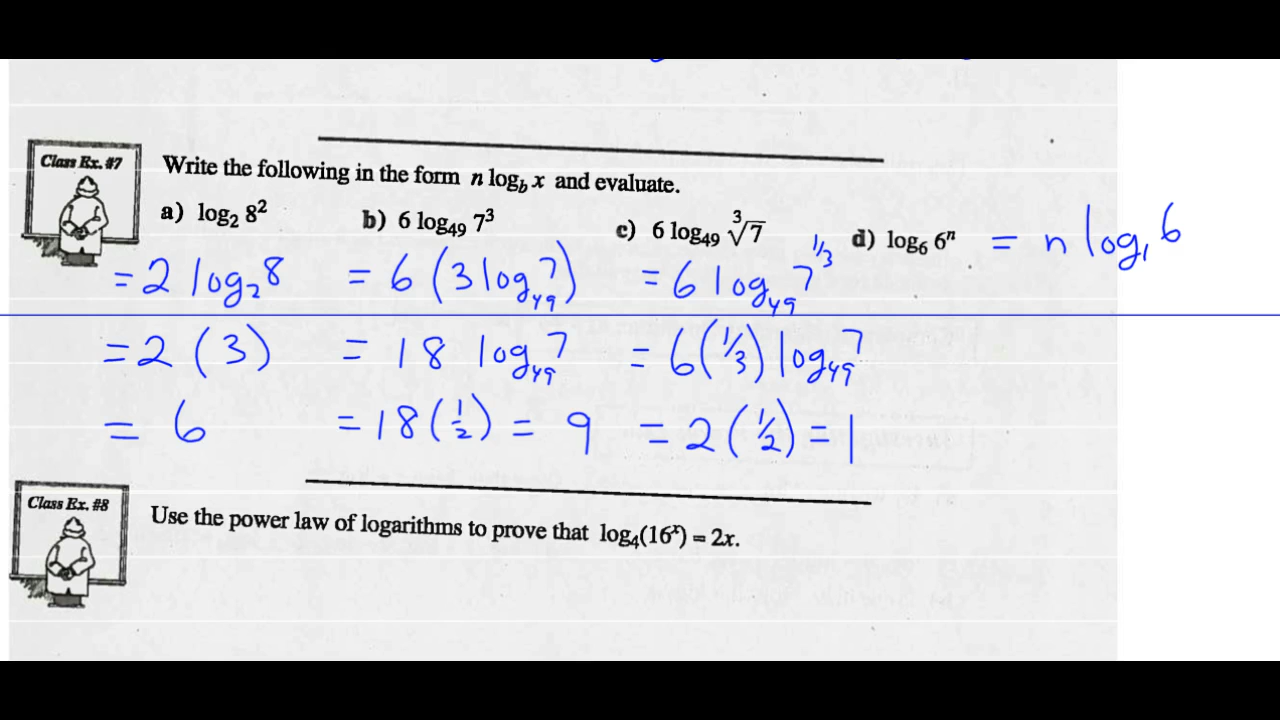 Class Ex. #7
Write the following in the form n log_b x and evaluate.
a) log₂ 8² b) 6 log₄₉ 7³ c) 6 log₄₉ ∛7 d) log₆ 6ⁿ = n log₁ 6
= 2 log₂ 8 = 6 (3 log₄₉ 7) = 6 log₄₉ 7^(1/3)
= 2 (3) = 18 log₄₉ 7 = 6 (1/3) log₄₉ 7
= 6 = 18 (1/2) = 9 = 2 (1/2) = 1
Class Ex. #8
Use the power law of logarithms to prove that log₄(16ˣ) = 2x.